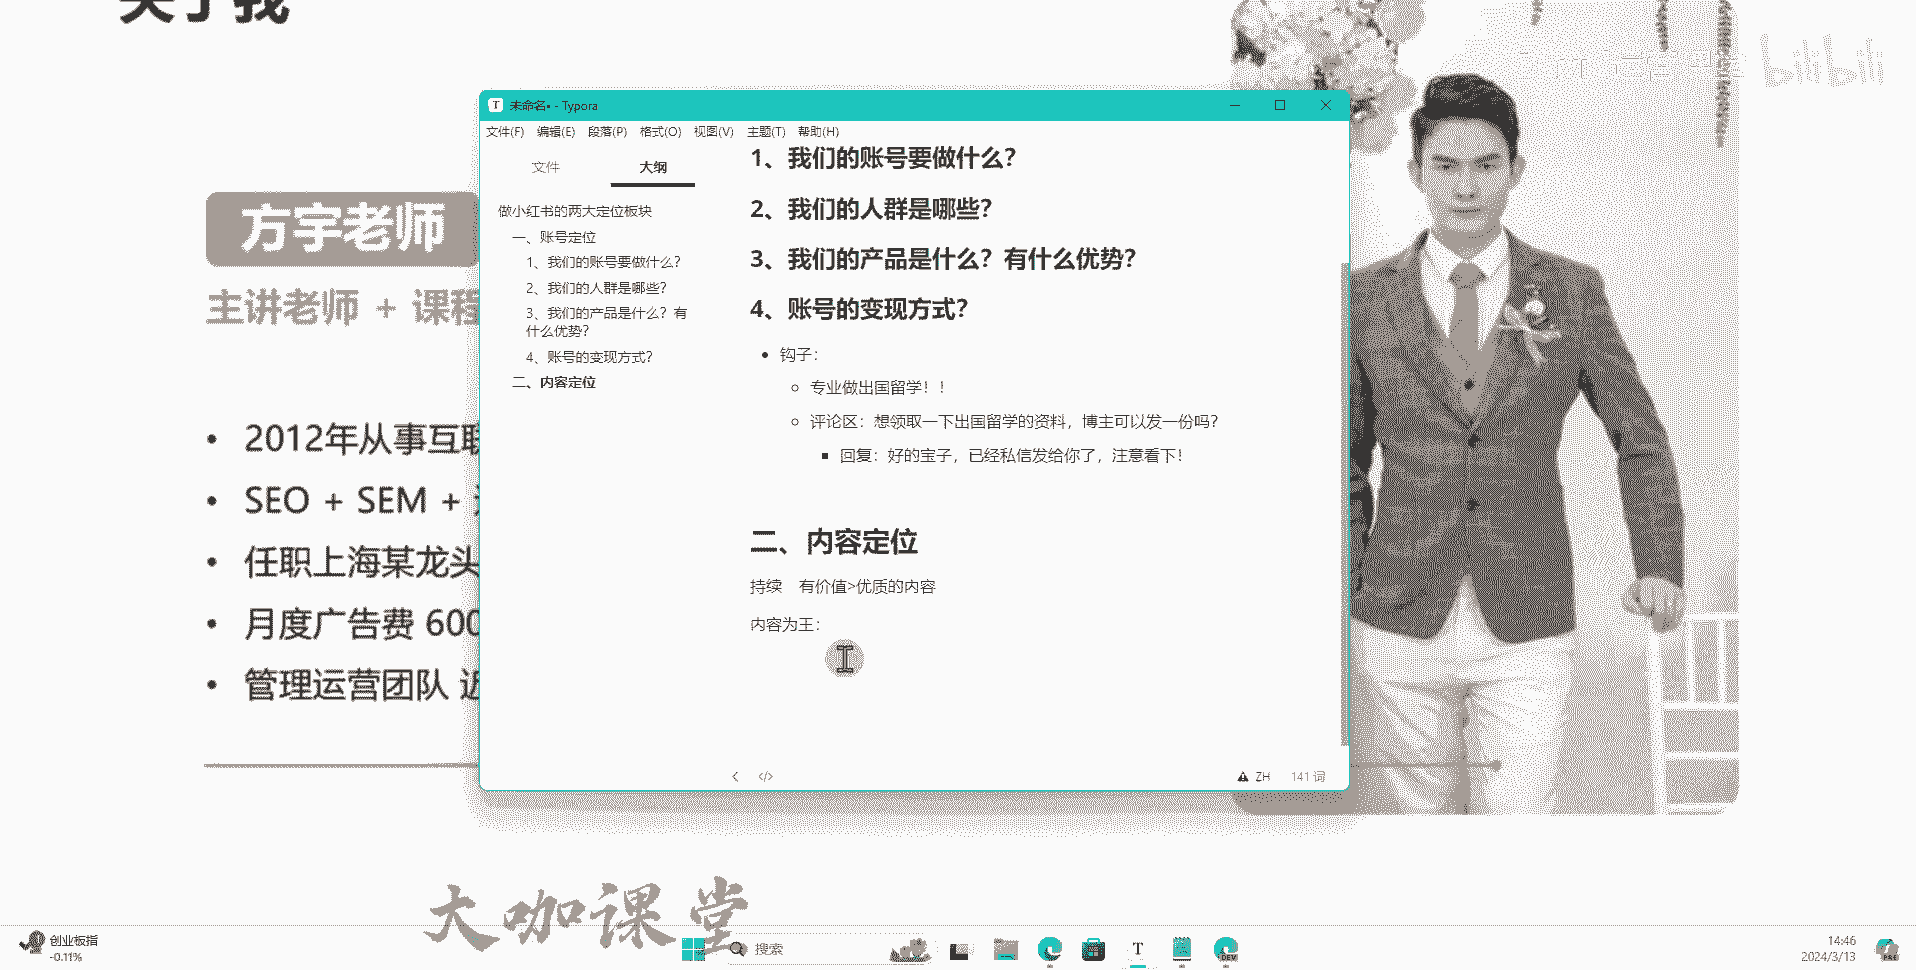 关于我
bilibili
未命名• - Typora
文件(F) 编辑(E) 段落(P) 格式(O) 视图(V) 主题(T) 帮助(H)
文件 大纲
做小红书的两大定位板块
一、账号定位
1、我们的账号要做什么？
2、我们的人群是哪些？
3、我们的产品是什么？有
什么优势？
4、账号的变现方式？
二、内容定位
1、我们的账号要做什么？
2、我们的人群是哪些？
3、我们的产品是什么？有什么优势？
4、账号的变现方式？
钩子：
专业做出国留学！！
评论区：想领取一下出国留学的资料，博主可以发一份吗？
回复：好的宝子，已经私信发给你了，注意看下！
二、内容定位
持续 有价值>优质的内容
内容为王：
ZH 141 词
方宇老师
主讲老师 + 课程
2012年从事互联
SEO + SEM +
任职上海某龙头
月度广告费 600
管理运营团队 近
大咖课堂
创业板指
-0.11%
搜索
T
DEV
14:46
2024/3/13
PRE